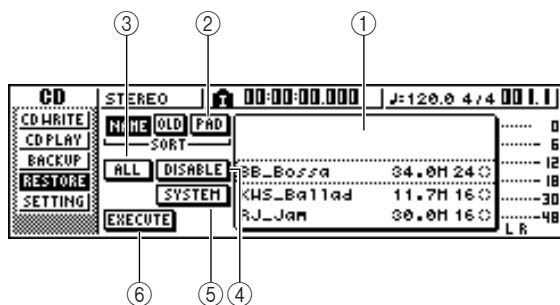 ③ ② ①
CD STEREO 00:00:00.000 ♩=120.0 4/4 001.1
CD WRITE
CD PLAY
BACKUP
RESTORE
SETTING
NAME OLD PAD
SORT
ALL DISABLE
SYSTEM
EXECUTE
BB_Bossa 34.0M 24
KWS_Ballad 11.7M 16
RJ_Jam 30.0M 16
0
6
12
18
30
48
L R
⑥ ⑤ ④